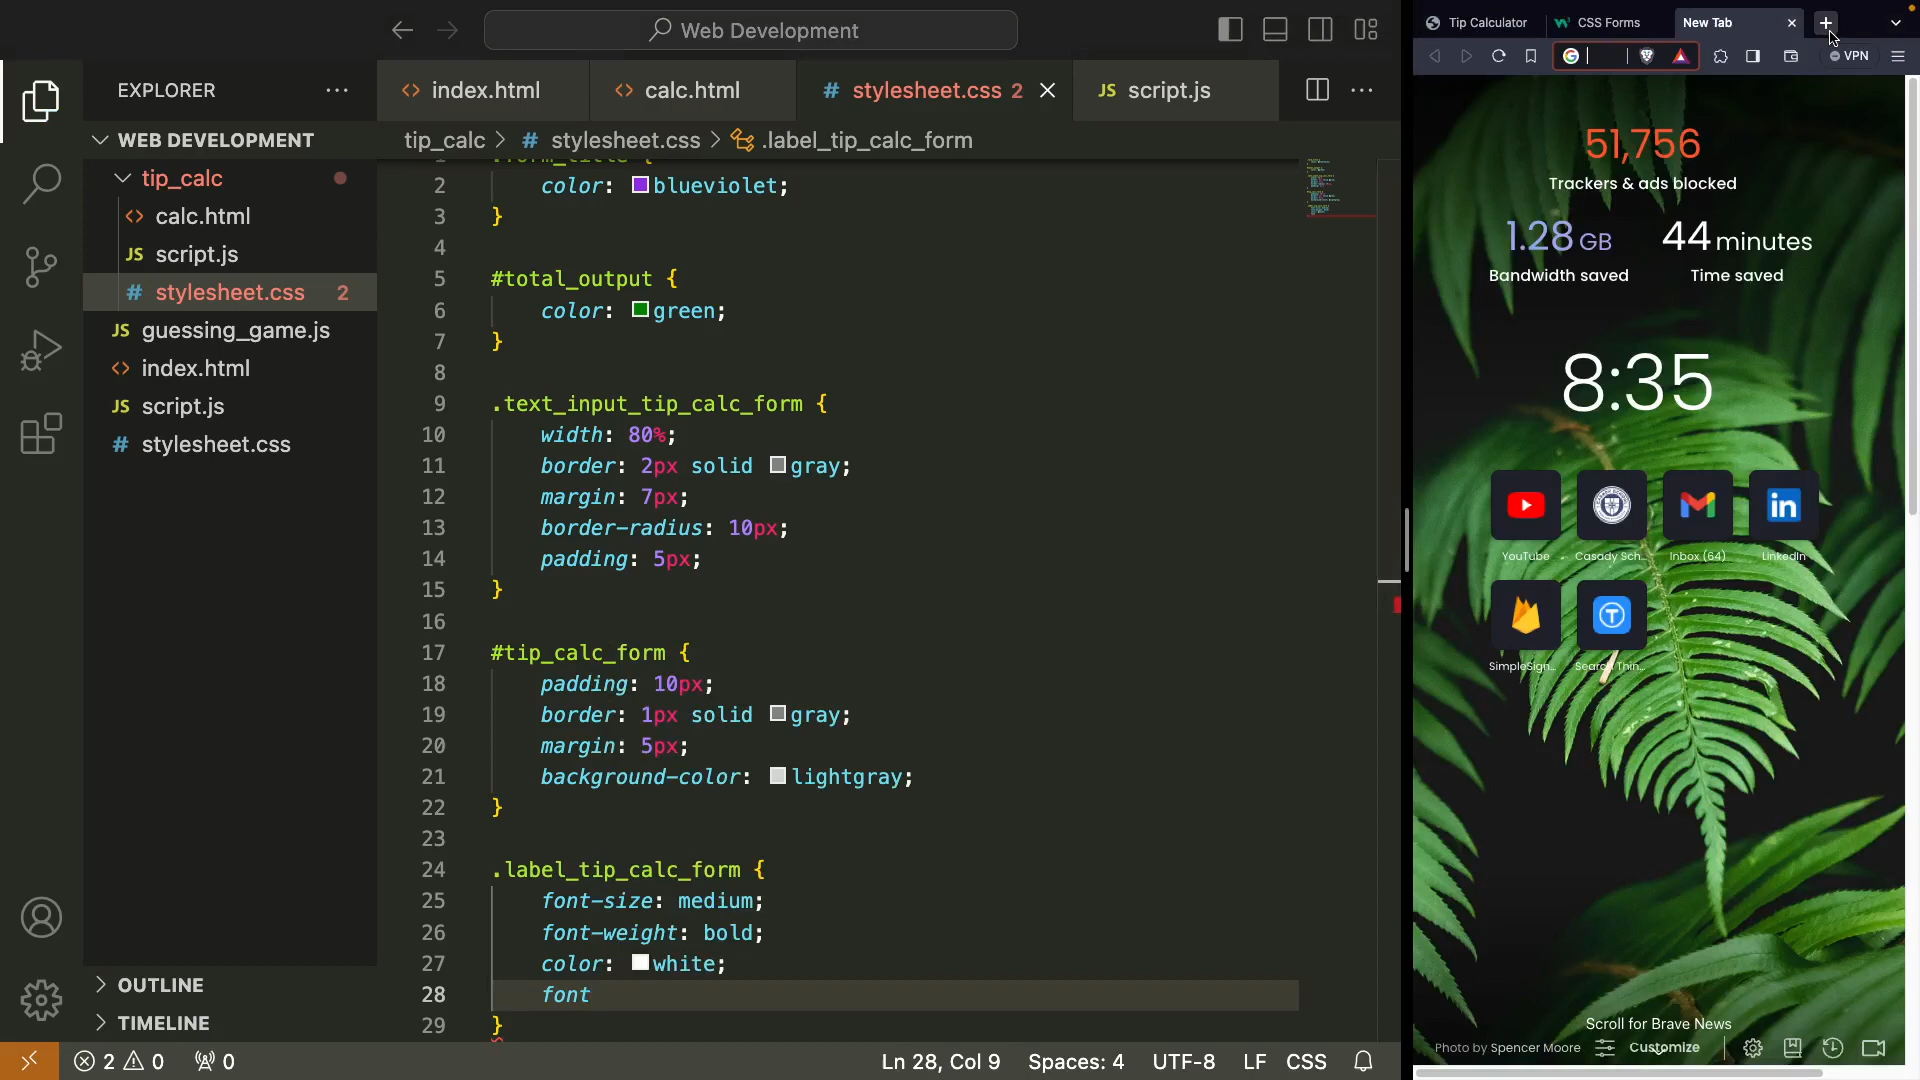 Web Development
EXPLORER
WEB DEVELOPMENT
tip_calc
calc.html
JS script.js
# stylesheet.css 2
JS guessing_game.js
index.html
JS script.js
# stylesheet.css
OUTLINE
TIMELINE
index.html
calc.html
# stylesheet.css 2
JS script.js
tip_calc > # stylesheet.css > .label_tip_calc_form
1 .form_title {
2 color: blueviolet;
3 }
4
5 #total_output {
6 color: green;
7 }
8
9 .text_input_tip_calc_form {
10 width: 80%;
11 border: 2px solid gray;
12 margin: 7px;
13 border-radius: 10px;
14 padding: 5px;
15 }
16
17 #tip_calc_form {
18 padding: 10px;
19 border: 1px solid gray;
20 margin: 5px;
21 background-color: lightgray;
22 }
23
24 .label_tip_calc_form {
25 font-size: medium;
26 font-weight: bold;
27 color: white;
28 font
29 }
2 0 0
Ln 28, Col 9 Spaces: 4 UTF-8 LF CSS
Tip Calculator
CSS Forms
New Tab
VPN
51,756
Trackers & ads blocked
1.28 GB
Bandwidth saved
44 minutes
Time saved
8:35
YouTube
Casady Sch...
Inbox (64)
LinkedIn
SimpleSign...
Search Thin...
Scroll for Brave News
Photo by Spencer Moore
Customize